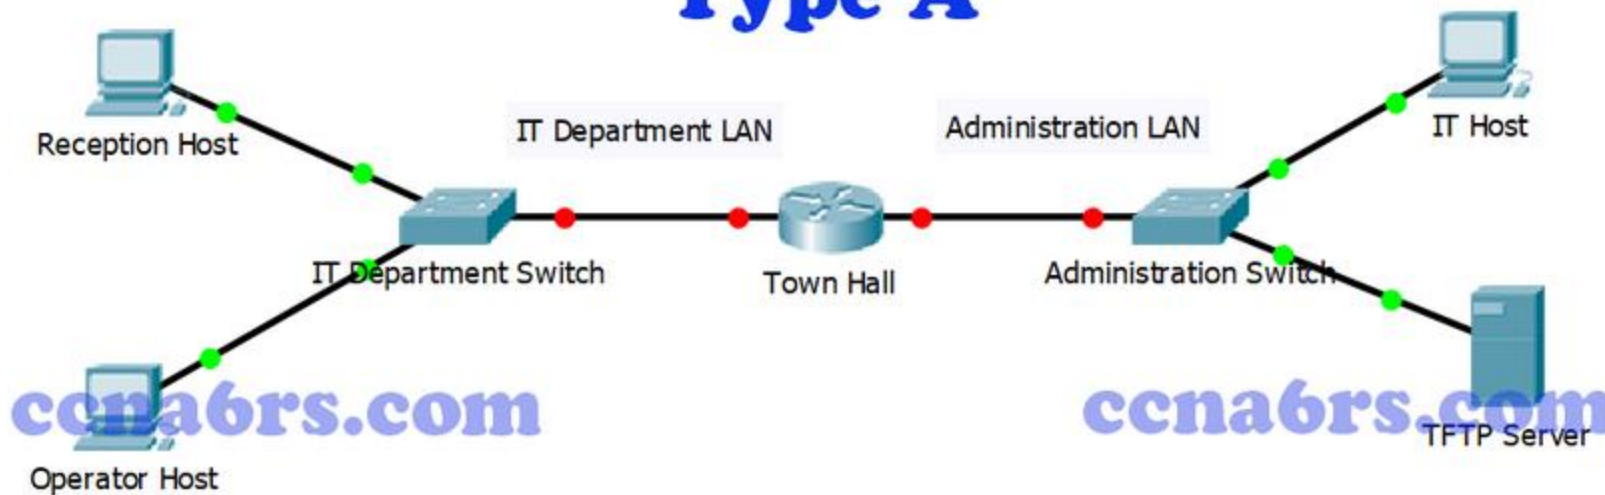 Type A
Reception Host
IT Department LAN
Administration LAN
IT Host
IT Department Switch
Town Hall
Administration Switch
ccna6rs.com
ccna6rs.com
TFTP Server
Operator Host